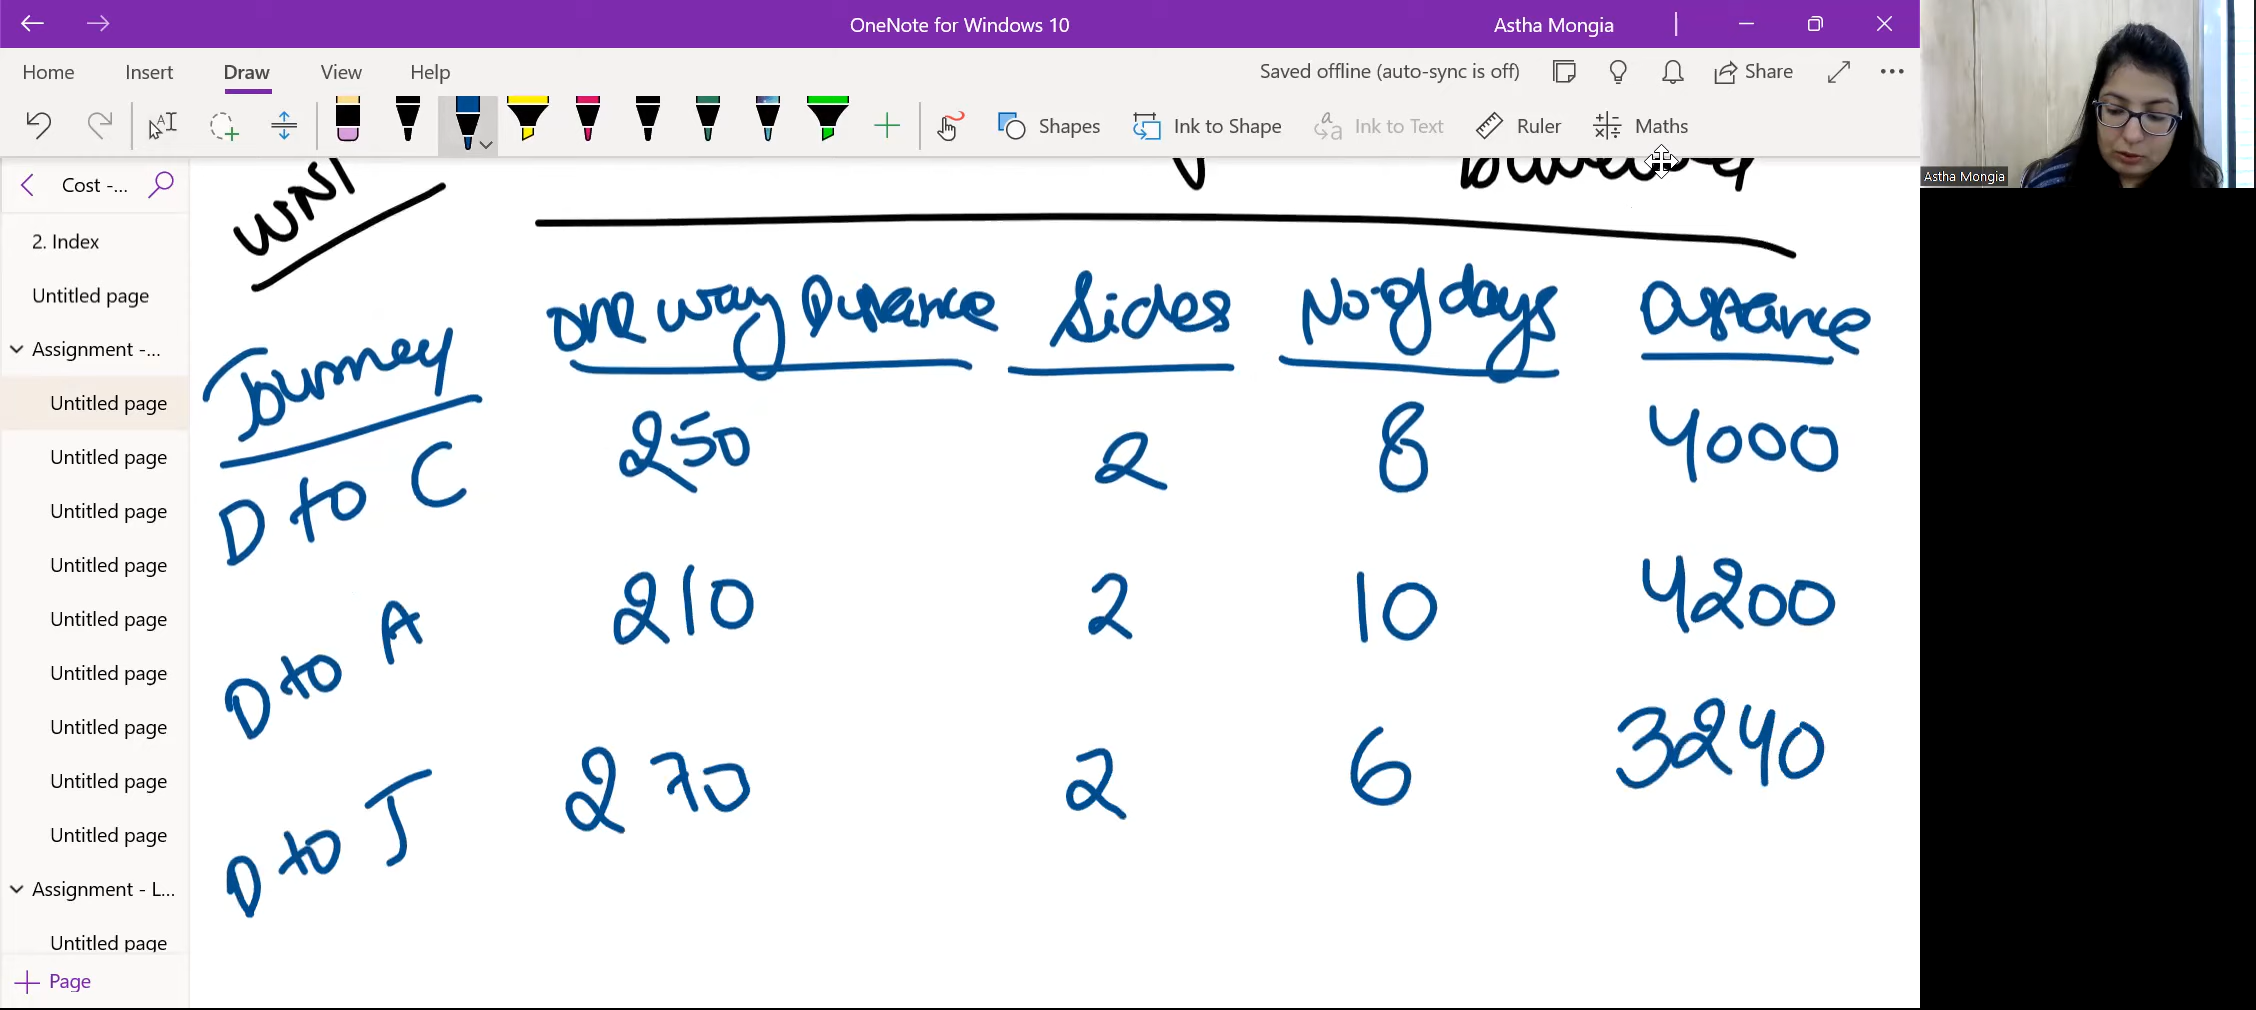 OneNote for Windows 10
Astha Mongia
Home Insert Draw View Help
Saved offline (auto-sync is off) Share
Shapes Ink to Shape Ink to Text Ruler Maths
Astha Mongia
Cost -...
2. Index
Untitled page
Assignment -...
Untitled page
Untitled page
Untitled page
Untitled page
Untitled page
Untitled page
Untitled page
Untitled page
Untitled page
Assignment - L...
Untitled page
Page
WN1
Journey One way Distance Sides No. of days Distance
D to C 250 2 8 4000
D to A 210 2 10 4200
D to J 270 2 6 3240